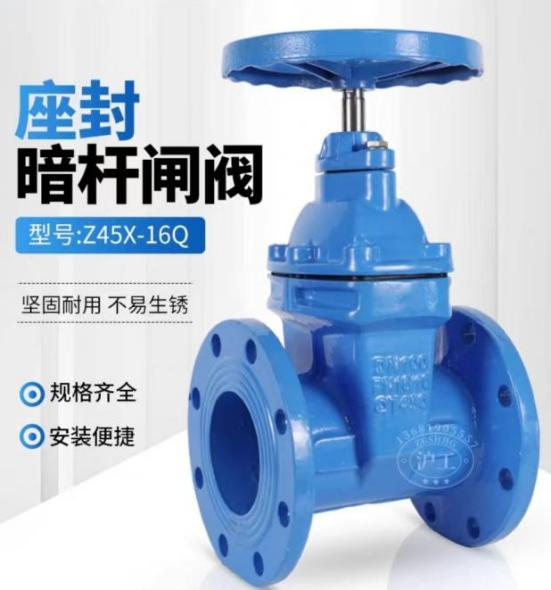 座封
暗杆闸阀
型号:Z45X-16Q
坚固耐用 不易生锈
规格齐全
安装便捷
DN100
沪工